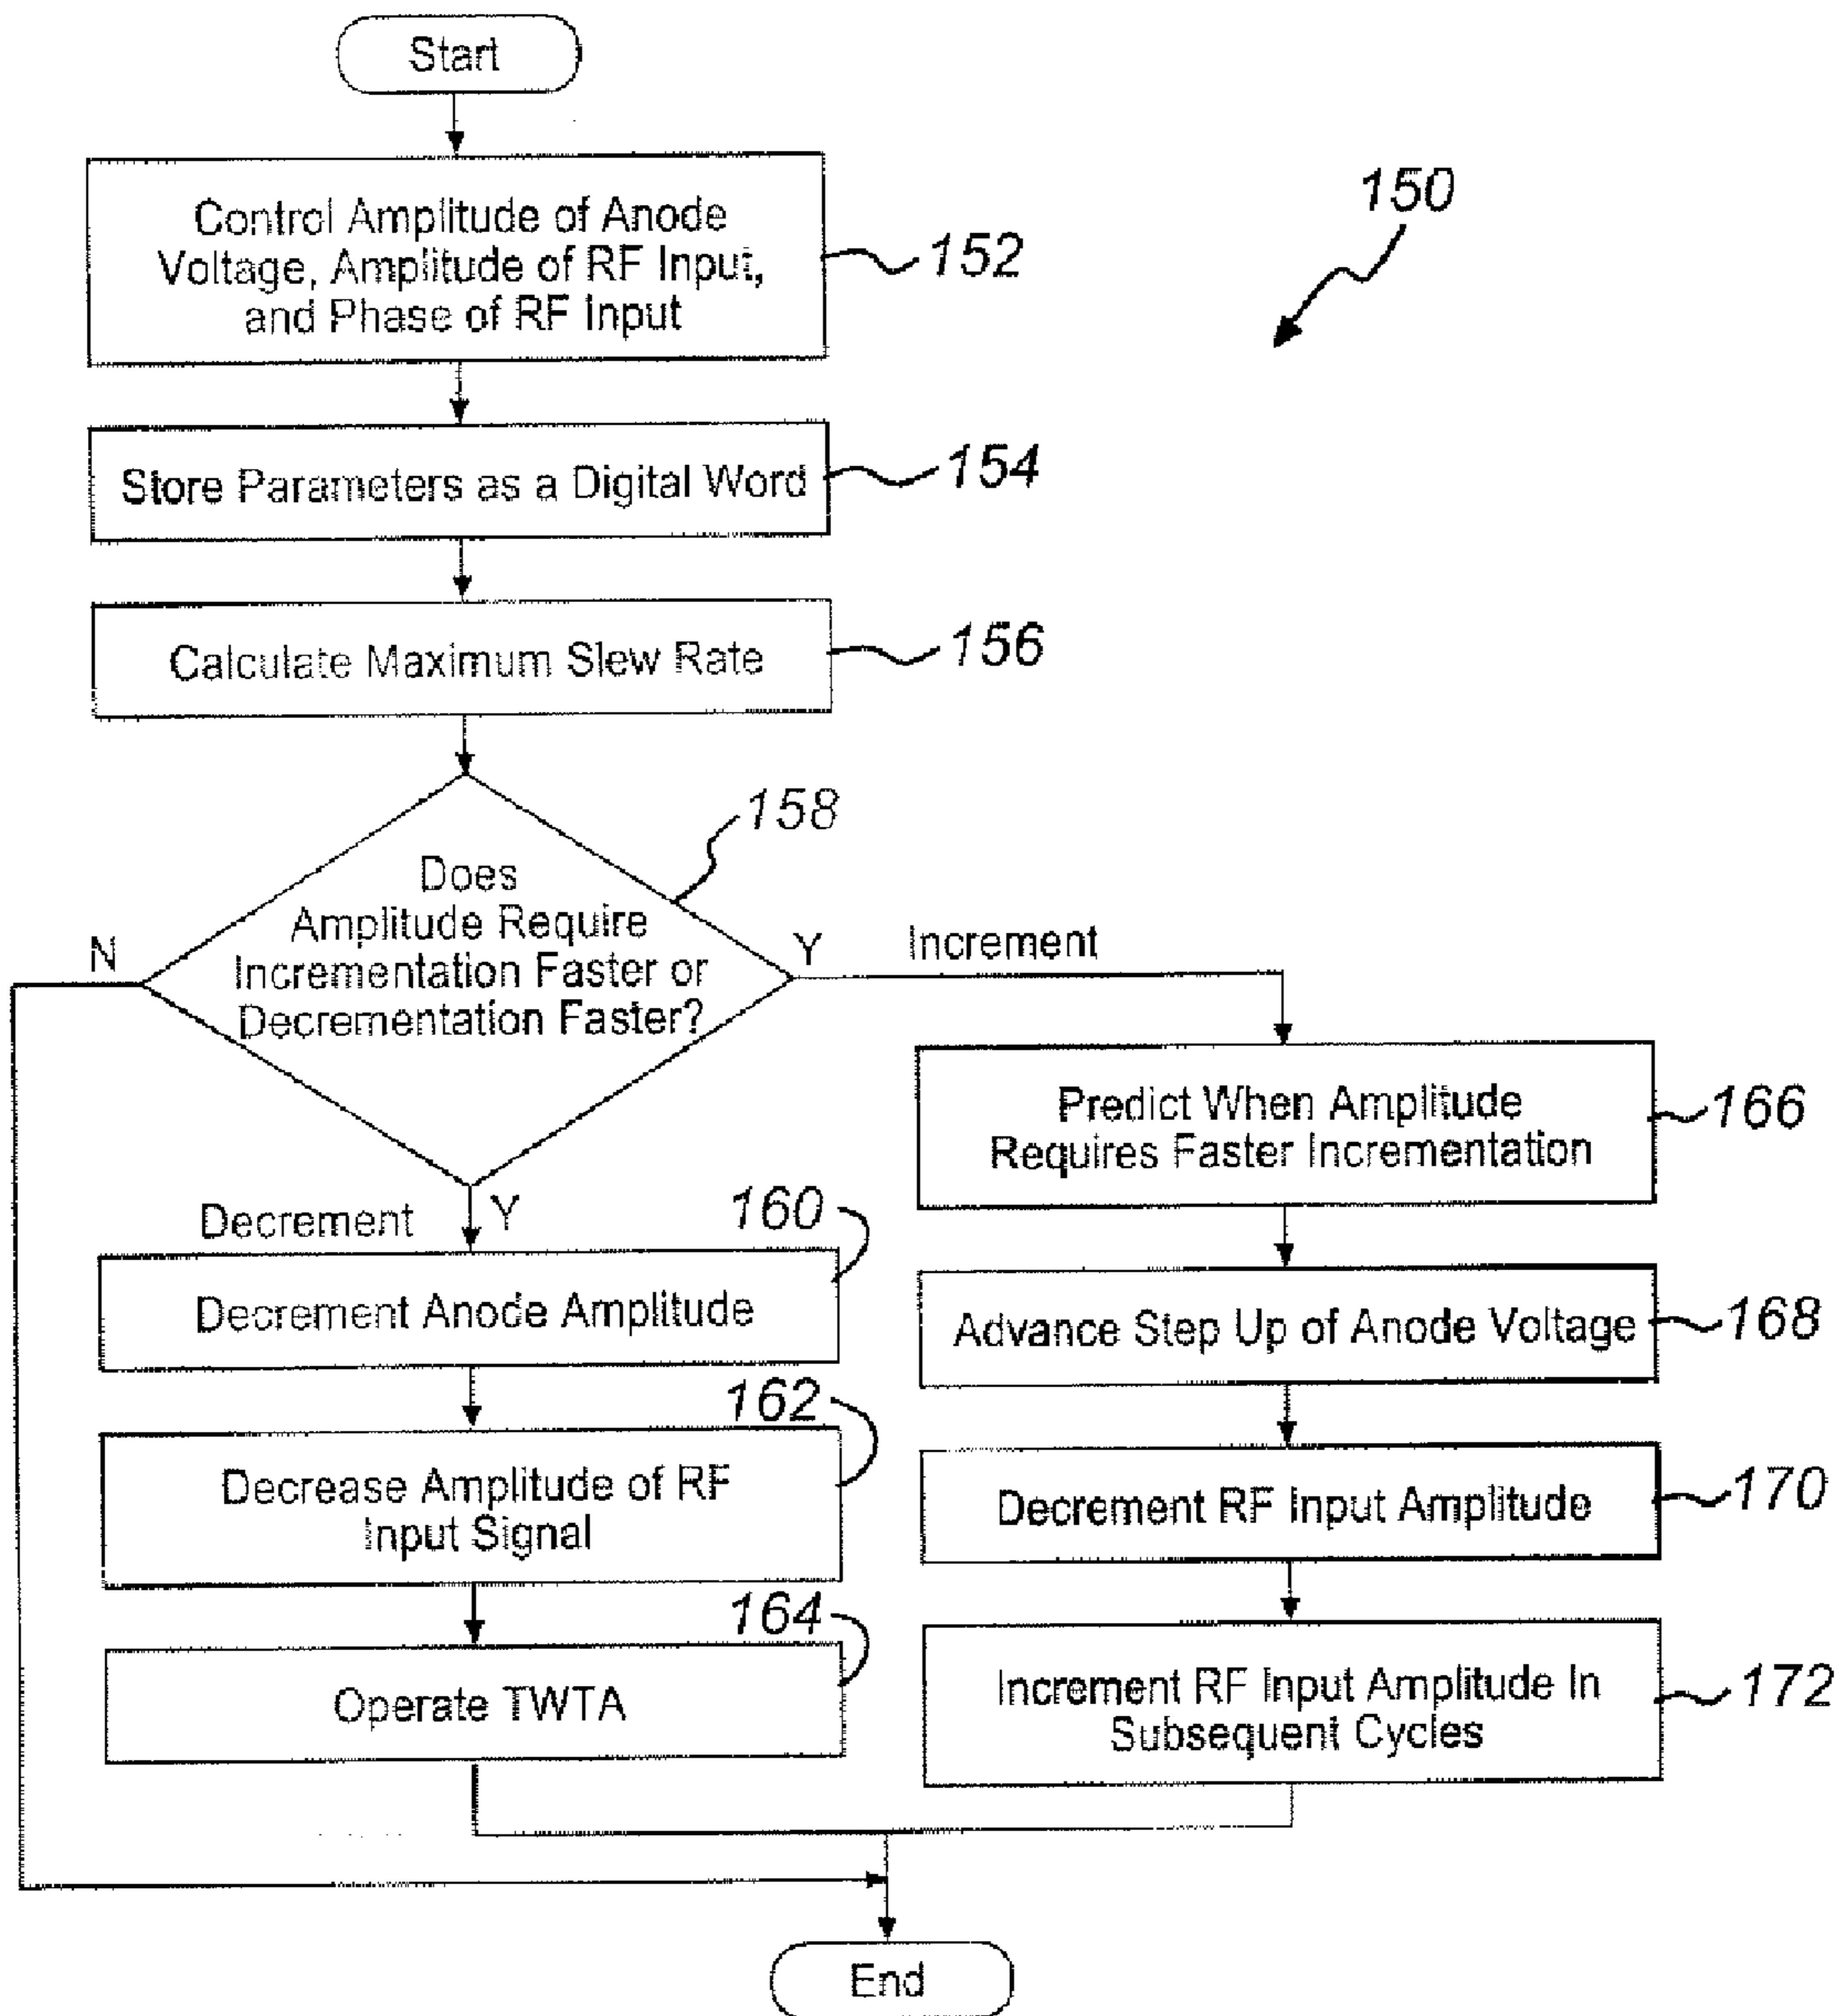 Start
Control Amplitude of Anode
Voltage, Amplitude of RF Input,
and Phase of RF Input
152
150
Store Parameters as a Digital Word
154
Calculate Maximum Slew Rate
156
158
Does
Amplitude Require
Incrementation Faster or
Decrementation Faster?
N
Y
Increment
Decrement
Y
160
Decrement Anode Amplitude
162
Decrease Amplitude of RF
Input Signal
164
Operate TWTA
Predict When Amplitude
Requires Faster Incrementation
166
Advance Step Up of Anode Voltage
168
Decrement RF Input Amplitude
170
Increment RF Input Amplitude In
Subsequent Cycles
172
End